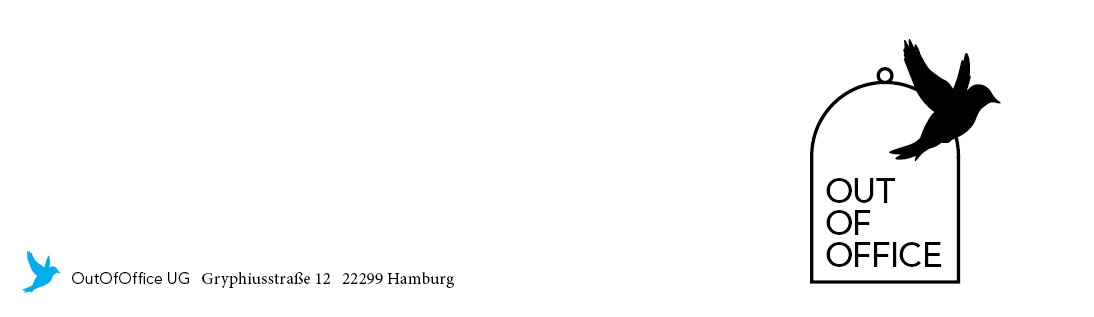 OUT
OF
OFFICE
OutOfOffice UG Gryphiusstraße 12 22299 Hamburg